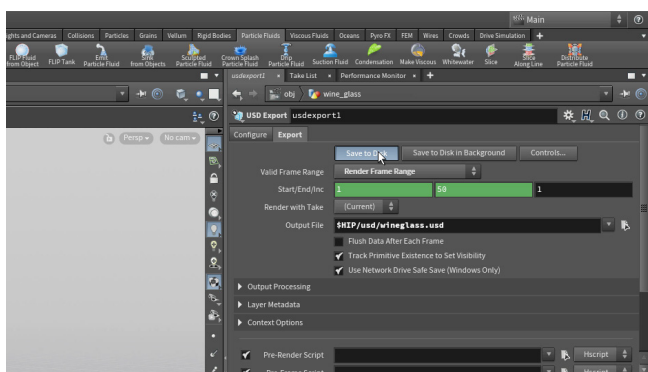 Main
ights and Cameras Collisions Particles Grains Vellum Rigid Bodies Particle Fluids Viscous Fluids Oceans Pyro FX FEM Wires Crowds Drive Simulation
FLIP Fluid from Object
FLIP Tank
Emit Particle Fluid
Sink from Objects
Sculpted Particle Fluid
Crown Splash Particle Fluid
Drip Particle Fluid
Suction Fluid
Condensation
Make Viscous
Whitewater
Slice
Slice Along Line
Distribute Particle Fluid
usdexport1 Take List Performance Monitor
obj wine_glass
USD Export usdexport1
Persp No cam
Configure Export
Save to Disk Save to Disk in Background Controls...
Valid Frame Range Render Frame Range
Start/End/Inc 1 50 1
Render with Take (Current)
Output File $HIP/usd/wineglass.usd
Flush Data After Each Frame
Track Primitive Existence to Set Visibility
Use Network Drive Safe Save (Windows Only)
Output Processing
Layer Metadata
Context Options
Pre-Render Script Hscript
Pre-Frame Script Hscript